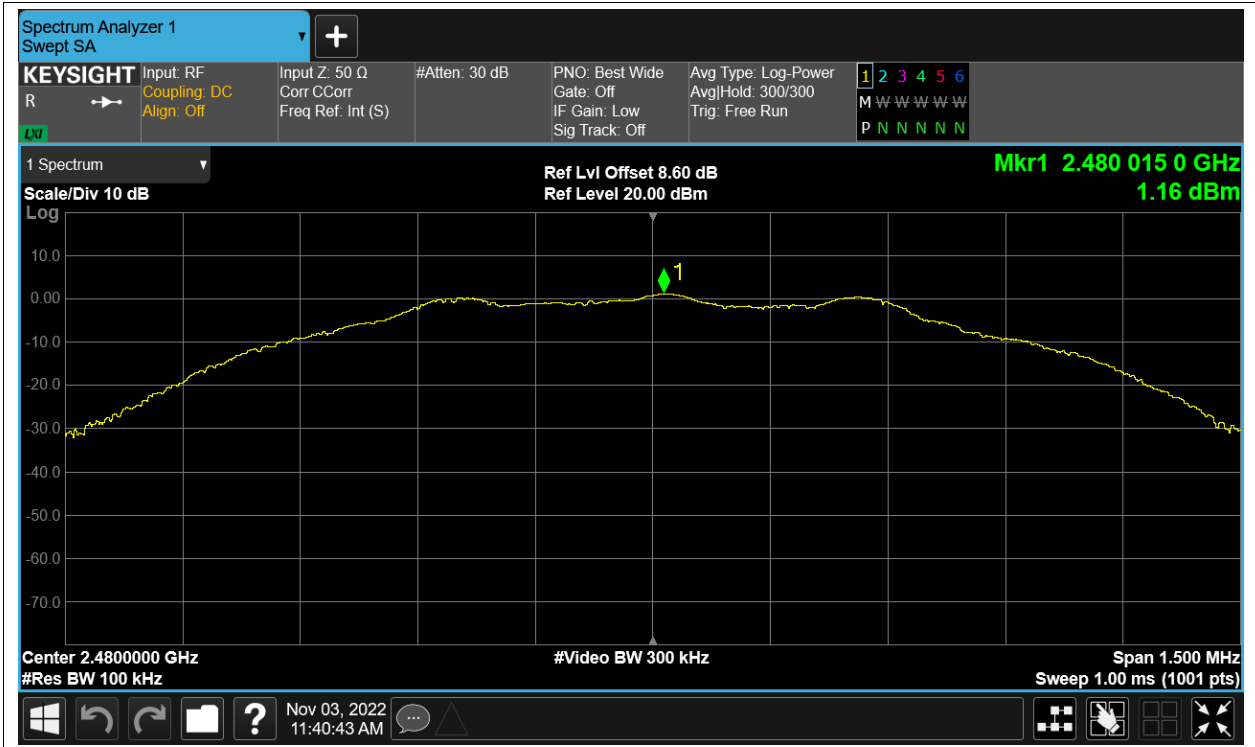 Spectrum Analyzer 1
Swept SA
KEYSIGHT
R
LXI
Input: RF
Coupling: DC
Align: Off
Input Z: 50 Ω
Corr CCorr
Freq Ref: Int (S)
#Atten: 30 dB
PNO: Best Wide
Gate: Off
IF Gain: Low
Sig Track: Off
Avg Type: Log-Power
Avg|Hold: 300/300
Trig: Free Run
1 2 3 4 5 6
M W W W W W W
P N N N N N
1 Spectrum
Scale/Div 10 dB
Log
Ref Lvl Offset 8.60 dB
Ref Level 20.00 dBm
Mkr1 2.480 015 0 GHz
1.16 dBm
1
10.0
0.00
-10.0
-20.0
-30.0
-40.0
-50.0
-60.0
-70.0
Center 2.4800000 GHz
#Res BW 100 kHz
#Video BW 300 kHz
Span 1.500 MHz
Sweep 1.00 ms (1001 pts)
?
Nov 03, 2022
11:40:43 AM